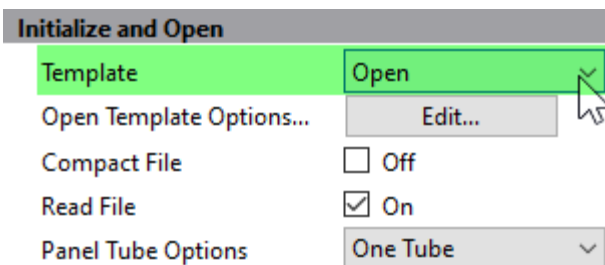 Initialize and Open
Template Open
Open Template Options... Edit...
Compact File Off
Read File On
Panel Tube Options One Tube